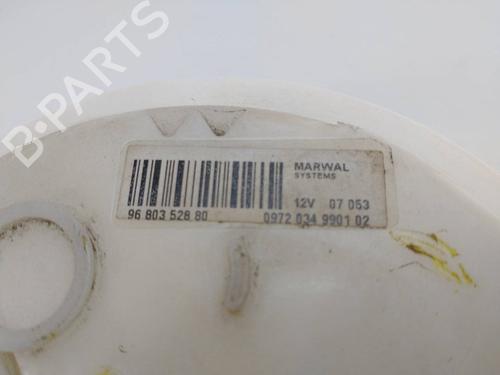 B-PARTS
MARWAL
SYSTEMS
12V 07 053
96 803 528 80
0972 034 9901 02